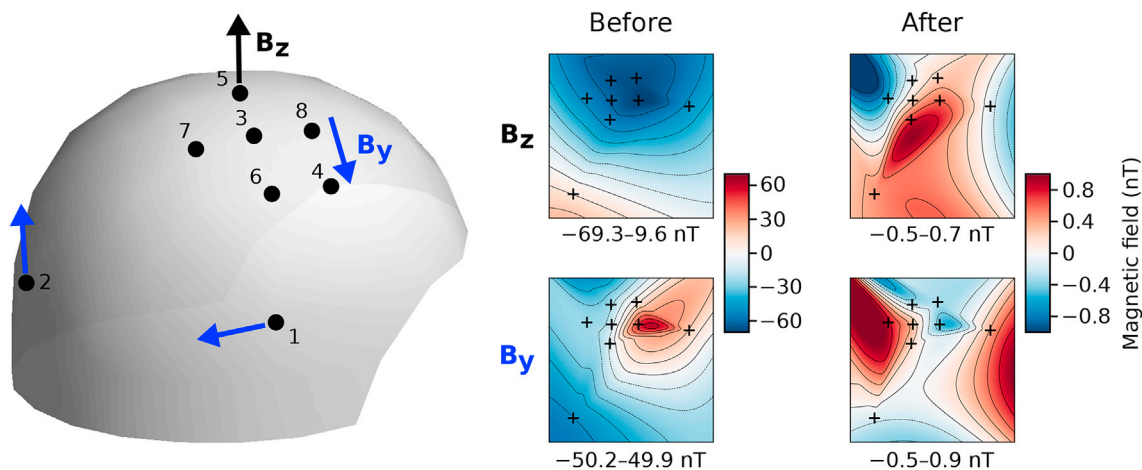 Before
After
Bz
5
3
8
7
By
4
6
2
1
Bz
60
30
0
−30
−60
−69.3–9.6 nT
0.8
0.4
0
−0.4
−0.8
Magnetic field (nT)
−0.5–0.7 nT
By
−50.2–49.9 nT
−0.5–0.9 nT